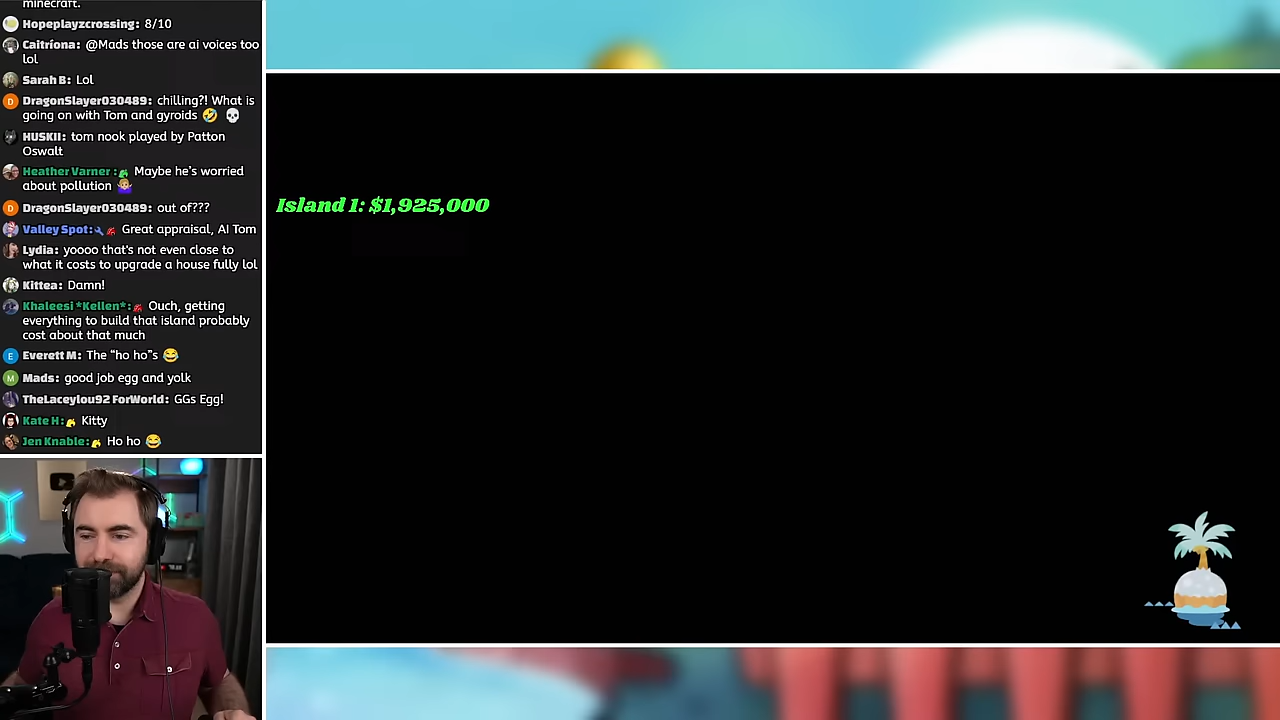 minecraft.
Hopeplayzcrossing: 8/10
Caitríona: @Mads those are ai voices too
lol
Sarah B: Lol
DragonSlayer030489: chilling?! What is
going on with Tom and gyroids 🤣 💀
HUSKII: tom nook played by Patton
Oswalt
Heather Varner : Maybe he's worried
about pollution 🤷🏼‍♀️
DragonSlayer030489: out of???
Valley Spot: Great appraisal, AI Tom
Lydia: yoooo that's not even close to
what it costs to upgrade a house fully lol
Kittea: Damn!
Khaleesi *Kellen*: Ouch, getting
everything to build that island probably
cost about that much
Everett M: The "ho ho"s 😂
Mads: good job egg and yolk
TheLaceylou92 ForWorld: GGs Egg!
Kate H: Kitty
Jen Knable: Ho ho 😂
Island 1: $1,925,000